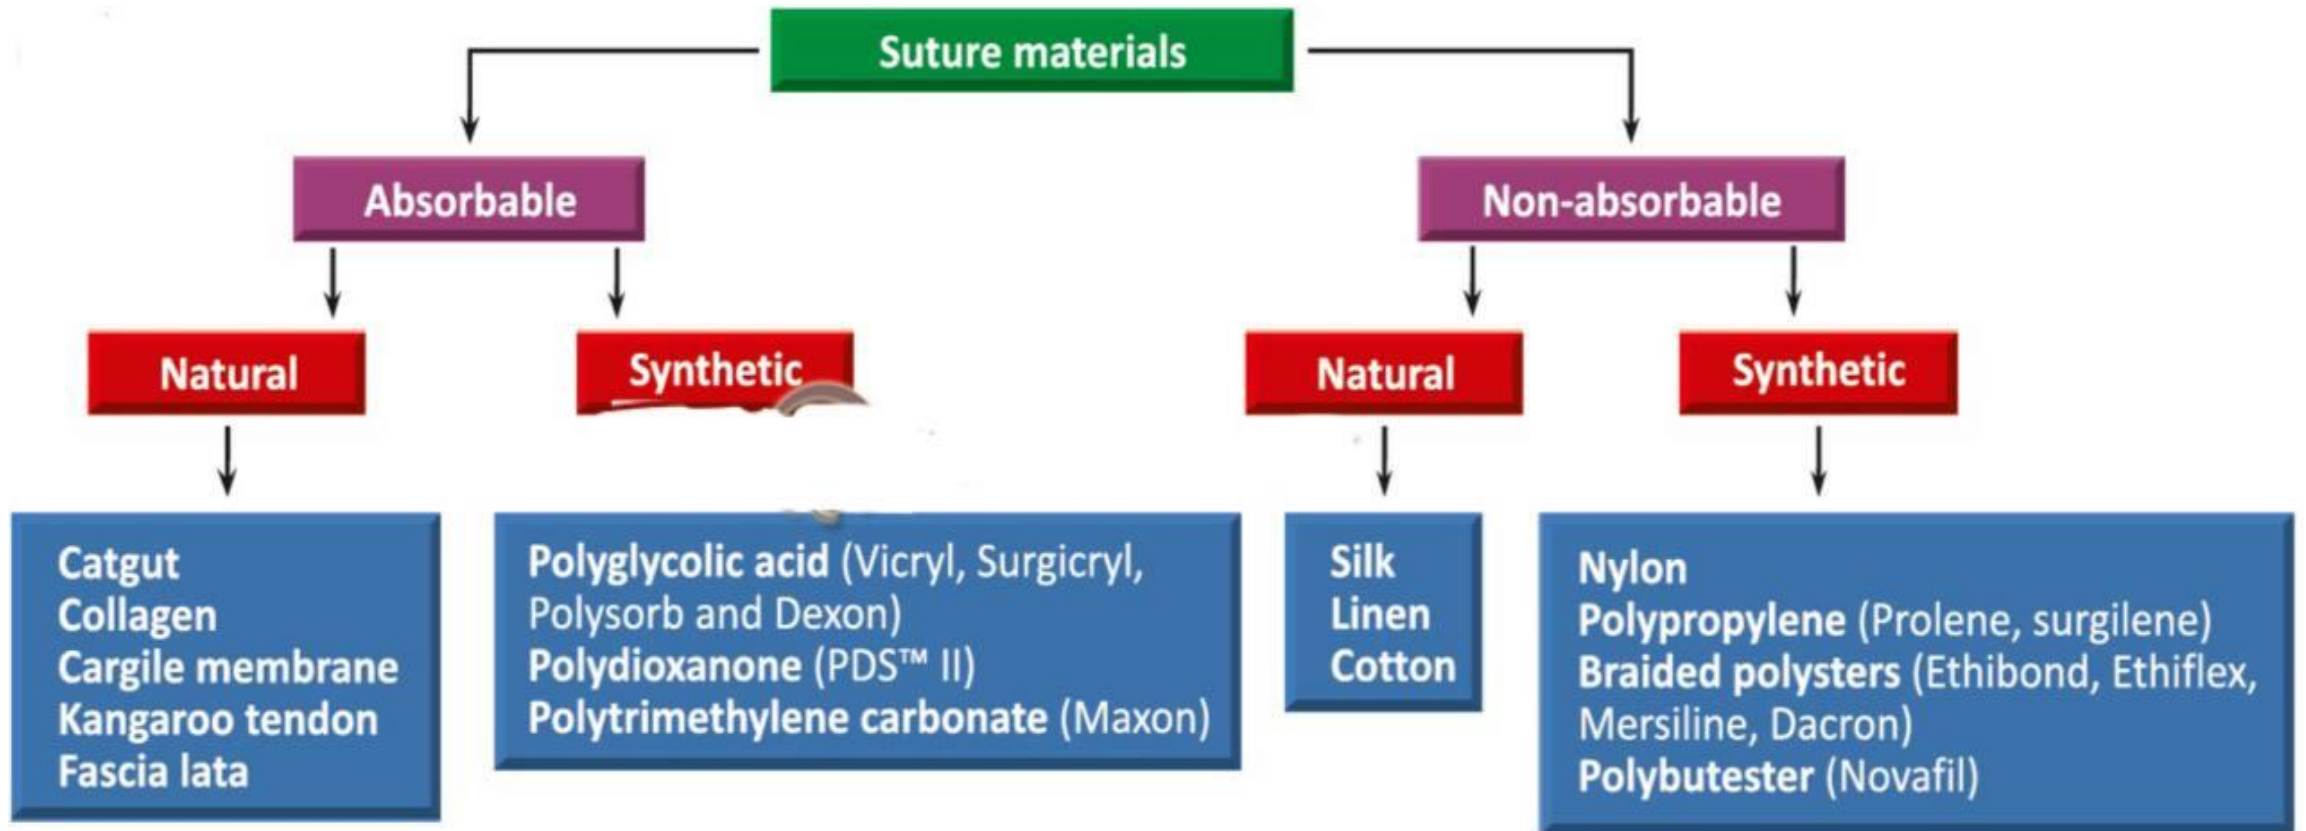 Suture materials
Absorbable
Non-absorbable
Natural
Synthetic
Natural
Synthetic
Catgut
Collagen
Cargile membrane
Kangaroo tendon
Fascia lata
Polyglycolic acid (Vicryl, Surgicryl,
Polysorb and Dexon)
Polydioxanone (PDS™ II)
Polytrimethylene carbonate (Maxon)
Silk
Linen
Cotton
Nylon
Polypropylene (Prolene, surgilene)
Braided polysters (Ethibond, Ethiflex,
Mersiline, Dacron)
Polybutester (Novafil)